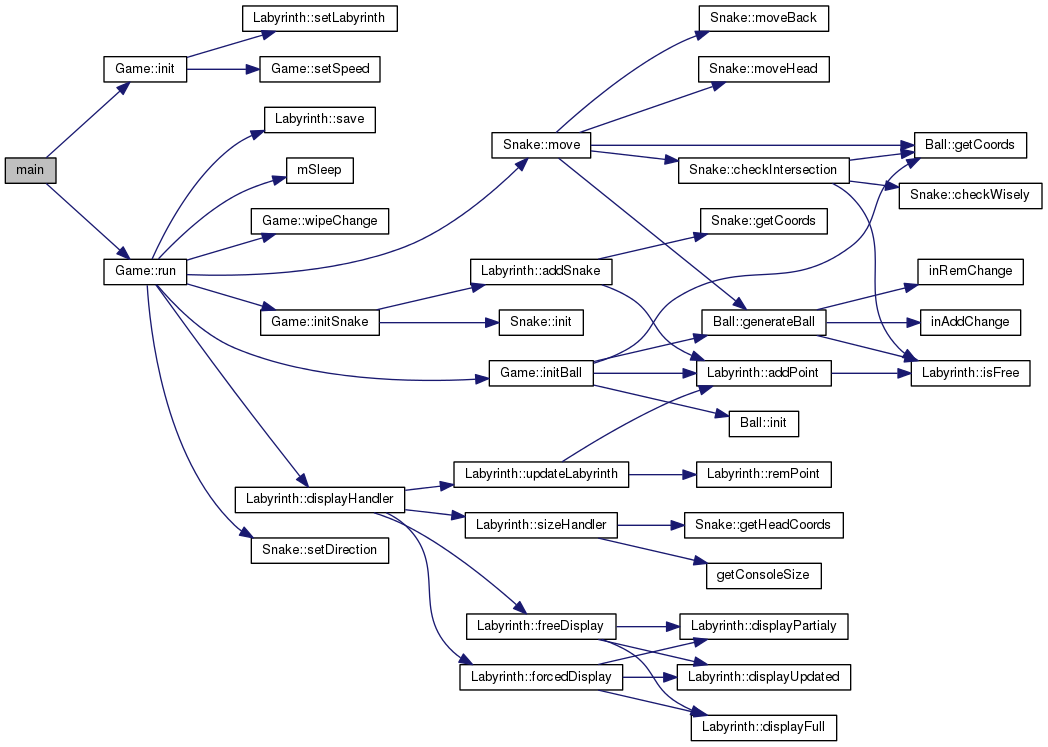 main
Game::init
Labyrinth::setLabyrinth
Game::setSpeed
Game::run
Labyrinth::save
mSleep
Game::wipeChange
Game::initSnake
Game::initBall
Labyrinth::displayHandler
Snake::setDirection
Snake::move
Labyrinth::addSnake
Snake::init
Labyrinth::updateLabyrinth
Labyrinth::sizeHandler
Labyrinth::freeDisplay
Labyrinth::forcedDisplay
Snake::moveBack
Snake::moveHead
Snake::checkIntersection
Snake::getCoords
Ball::generateBall
Labyrinth::addPoint
Ball::init
Labyrinth::remPoint
Snake::getHeadCoords
getConsoleSize
Labyrinth::displayPartialy
Labyrinth::displayUpdated
Labyrinth::displayFull
Ball::getCoords
Snake::checkWisely
inRemChange
inAddChange
Labyrinth::isFree